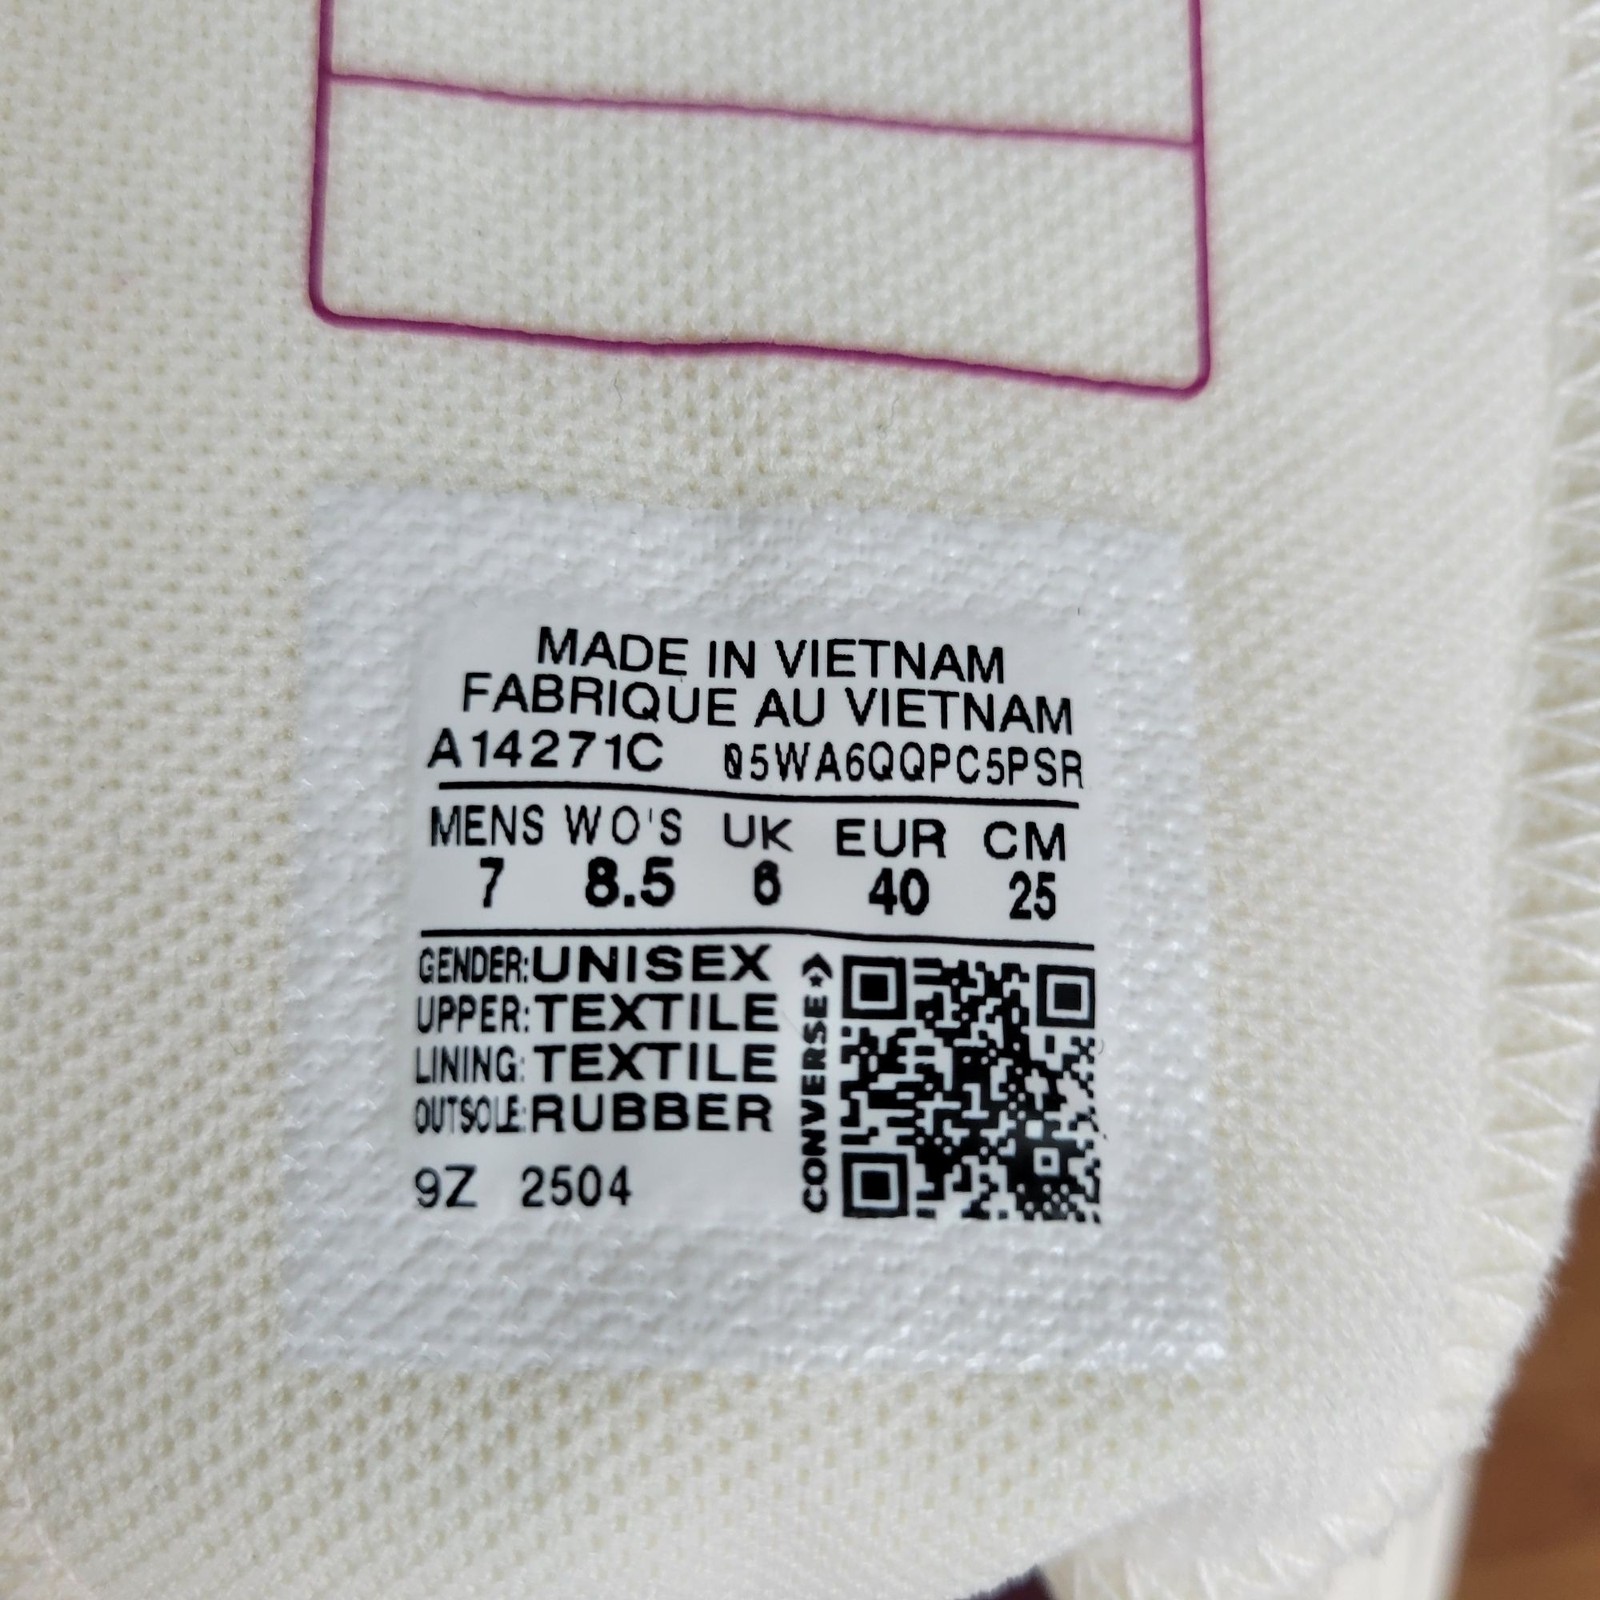 MADE IN VIETNAM
FABRIQUE AU VIETNAM
A14271C 05WA6QQPC5PSR
MENS WO'S UK EUR CM
7 8.5 6 40 25
GENDER:UNISEX
UPPER:TEXTILE
LINING:TEXTILE
OUTSOLE:RUBBER
9Z 2504
CONVERSE